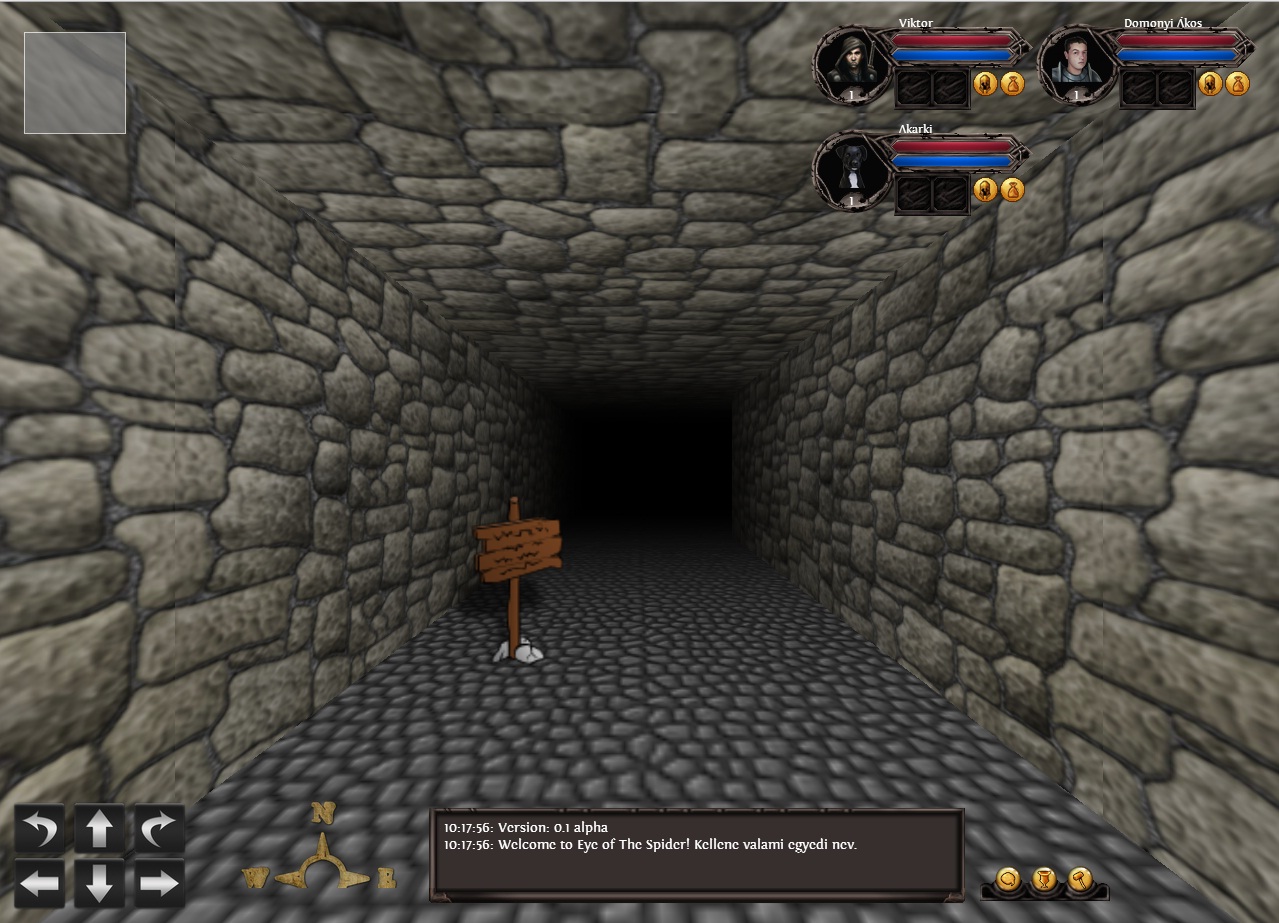 Viktor
Domonyi Ákos
1
1
Akarki
1
N
W E
10:17:56: Version: 0.1 alpha
10:17:56: Welcome to Eye of The Spider! Kellene valami egyedi nev.